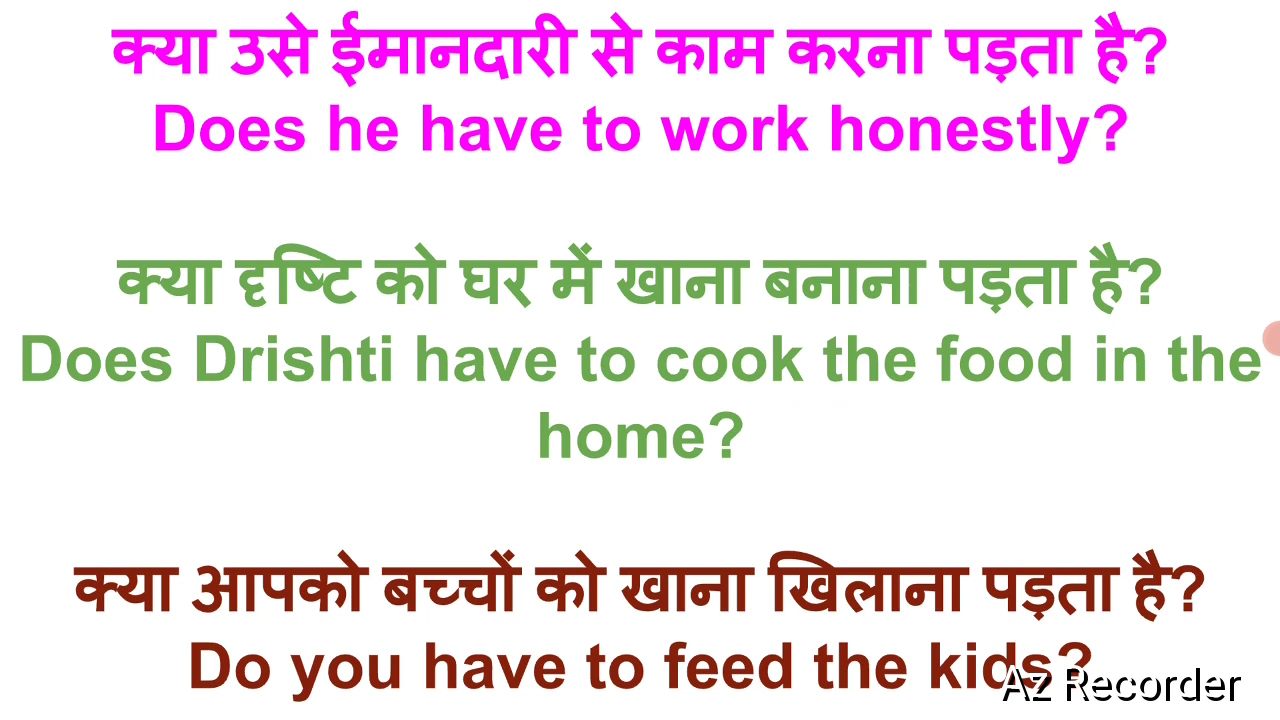 क्या उसे ईमानदारी से काम करना पड़ता है?
Does he have to work honestly?
क्या दृष्टि को घर में खाना बनाना पड़ता है?
Does Drishti have to cook the food in the
home?
क्या आपको बच्चों को खाना खिलाना पड़ता है?
Do you have to feed the kids?
Az Recorder